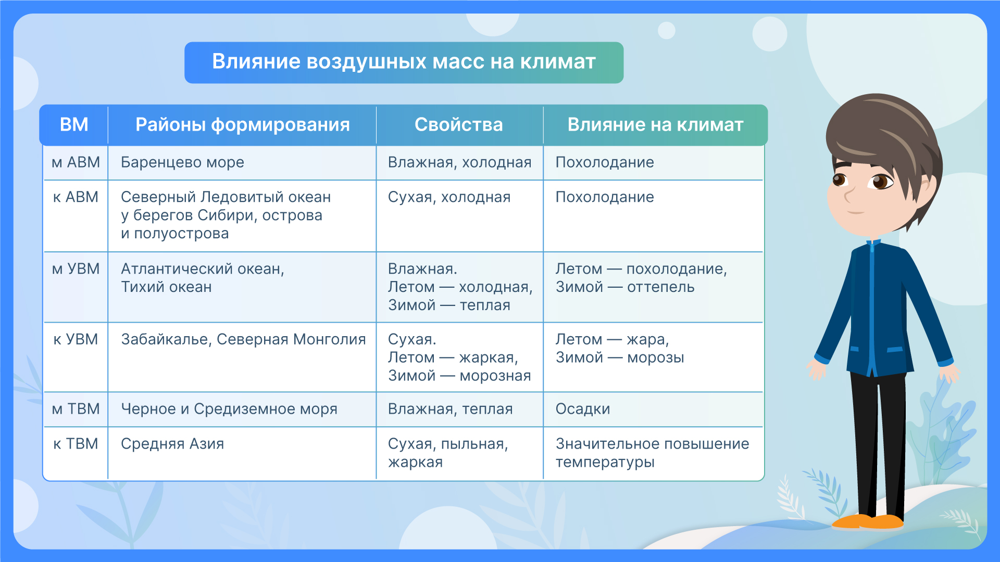 Влияние воздушных масс на климат
ВМ Районы формирования Свойства Влияние на климат
м АВМ Баренцево море Влажная, холодная Похолодание
к АВМ Северный Ледовитый океан Сухая, холодная Похолодание
у берегов Сибири, острова
и полуострова
м УВМ Атлантический океан, Влажная. Летом — похолодание,
Тихий океан Летом — холодная, Зимой — оттепель
Зимой — теплая
к УВМ Забайкалье, Северная Монголия Сухая. Летом — жара,
Летом — жаркая, Зимой — морозы
Зимой — морозная
м ТВМ Черное и Средиземное моря Влажная, теплая Осадки
к ТВМ Средняя Азия Сухая, пыльная, Значительное повышение
жаркая температуры